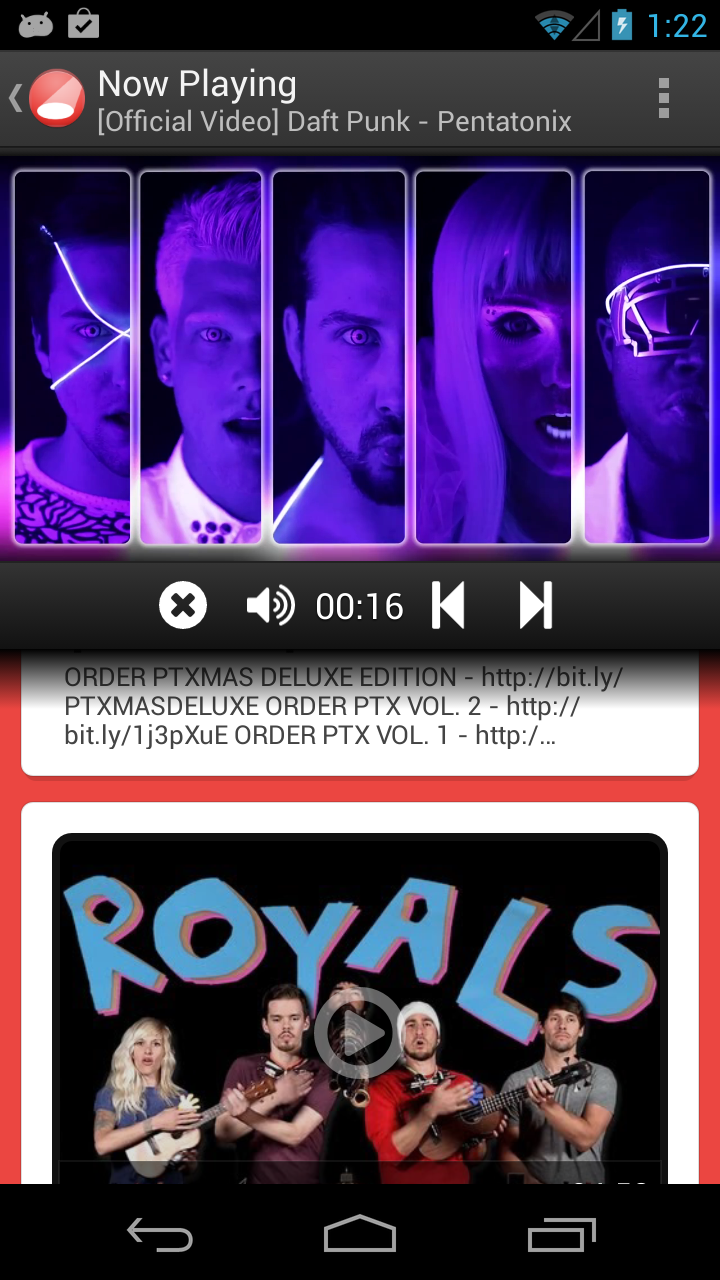 1:22
Now Playing
[Official Video] Daft Punk - Pentatonix
00:16
ORDER PTXMAS DELUXE EDITION - http://bit.ly/
PTXMASDELUXE ORDER PTX VOL. 2 - http://
bit.ly/1j3pXuE ORDER PTX VOL. 1 - http:/...
ROYALS